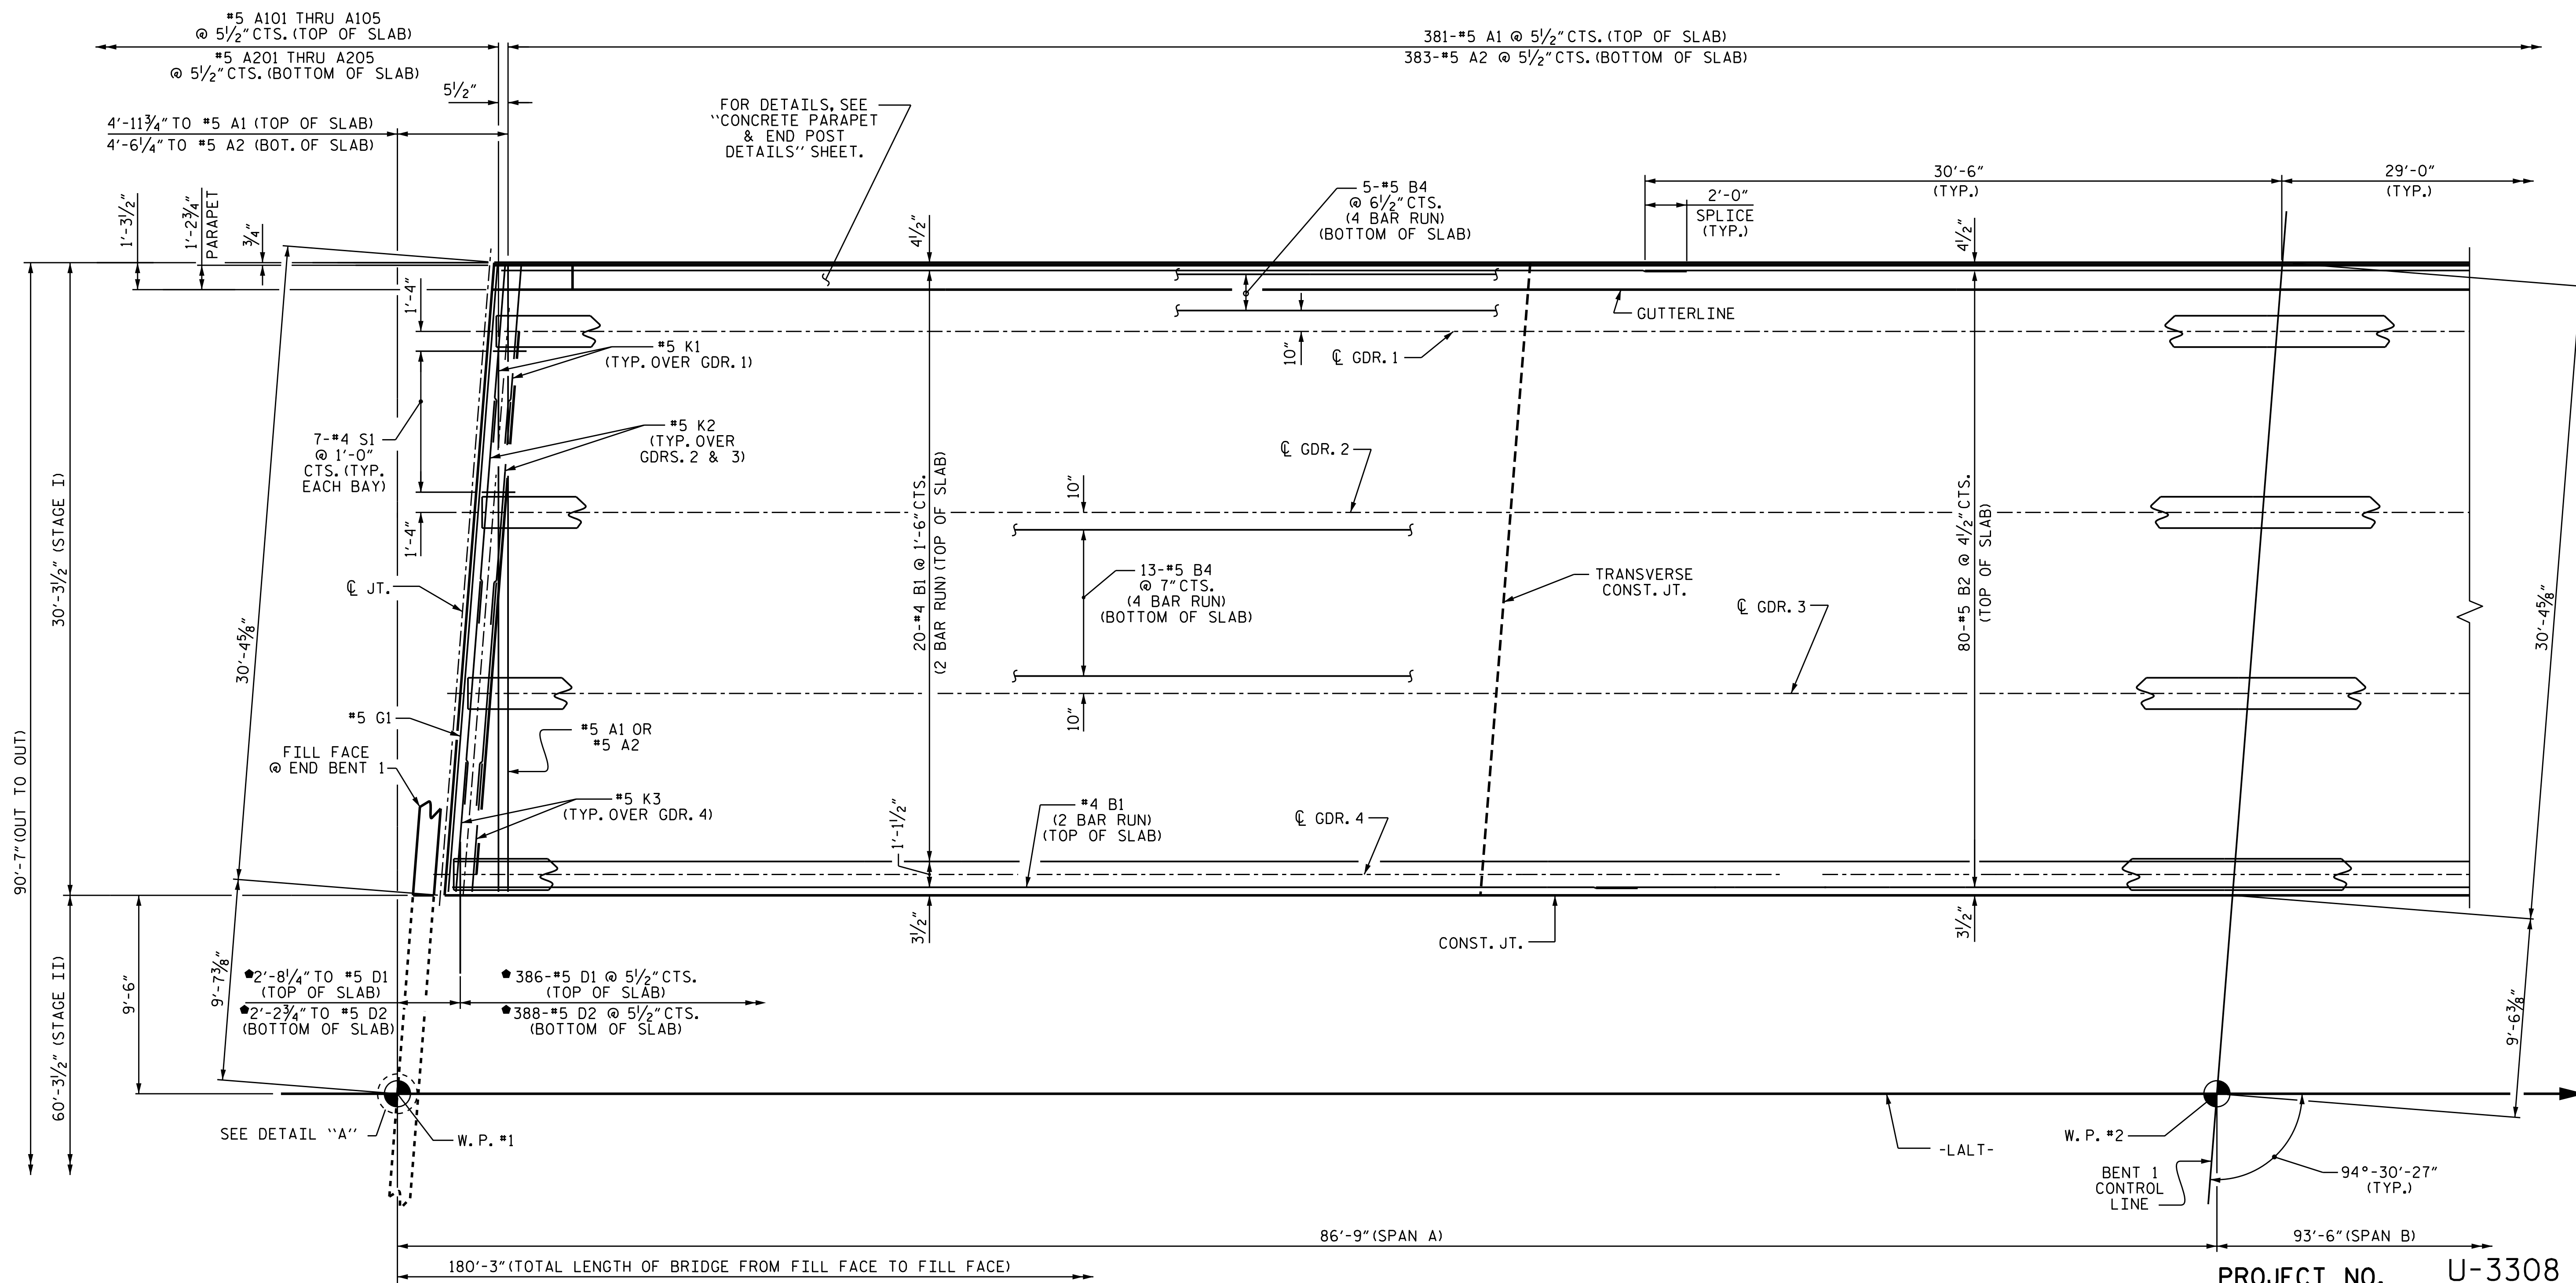 #5 A101 THRU A105
@ 5½" CTS. (TOP OF SLAB)
#5 A201 THRU A205
@ 5½" CTS. (BOTTOM OF SLAB)
381-#5 A1 @ 5½" CTS. (TOP OF SLAB)
383-#5 A2 @ 5½" CTS. (BOTTOM OF SLAB)
5½"
4'-11¾" TO #5 A1 (TOP OF SLAB)
4'-6¼" TO #5 A2 (BOT. OF SLAB)
FOR DETAILS, SEE
"CONCRETE PARAPET
& END POST
DETAILS" SHEET.
5-#5 B4
@ 6½" CTS.
(4 BAR RUN)
(BOTTOM OF SLAB)
30'-6"
(TYP.)
29'-0"
(TYP.)
2'-0"
SPLICE
(TYP.)
1'-3½"
1'-2¾"
PARAPET
¾"
4½"
4½"
1'-4"
GUTTERLINE
10"
℄ GDR. 1
#5 K1
(TYP. OVER GDR. 1)
#5 K2
(TYP. OVER
GDRS. 2 & 3)
7-#4 S1
@ 1'-0"
CTS. (TYP.
EACH BAY)
℄ GDR. 2
10"
1'-4"
30'-3½" (STAGE I)
30'-4⅝"
℄ JT.
20-#4 B1 @ 1'-6" CTS.
(2 BAR RUN) (TOP OF SLAB)
13-#5 B4
@ 7" CTS.
(4 BAR RUN)
(BOTTOM OF SLAB)
TRANSVERSE
CONST. JT.
℄ GDR. 3
80-#5 B2 @ 4½" CTS.
(TOP OF SLAB)
30'-4⅝"
10"
#5 G1
#5 A1 OR
#5 A2
FILL FACE
@ END BENT 1
90'-7" (OUT TO OUT)
#5 K3
(TYP. OVER GDR. 4)
1'-1½"
#4 B1
(2 BAR RUN)
(TOP OF SLAB)
℄ GDR. 4
3½"
CONST. JT.
3½"
60'-3½" (STAGE II)
9'-6"
9'-7⅜"
2'-8¼" TO #5 D1
(TOP OF SLAB)
2'-2¾" TO #5 D2
(BOTTOM OF SLAB)
386-#5 D1 @ 5½" CTS.
(TOP OF SLAB)
388-#5 D2 @ 5½" CTS.
(BOTTOM OF SLAB)
9'-6⅜"
SEE DETAIL "A"
W.P. #1
-LALT-
W.P. #2
BENT 1
CONTROL
LINE
94°-30'-27"
(TYP.)
86'-9" (SPAN A)
93'-6" (SPAN B)
180'-3" (TOTAL LENGTH OF BRIDGE FROM FILL FACE TO FILL FACE)
PROJECT NO. U-3308